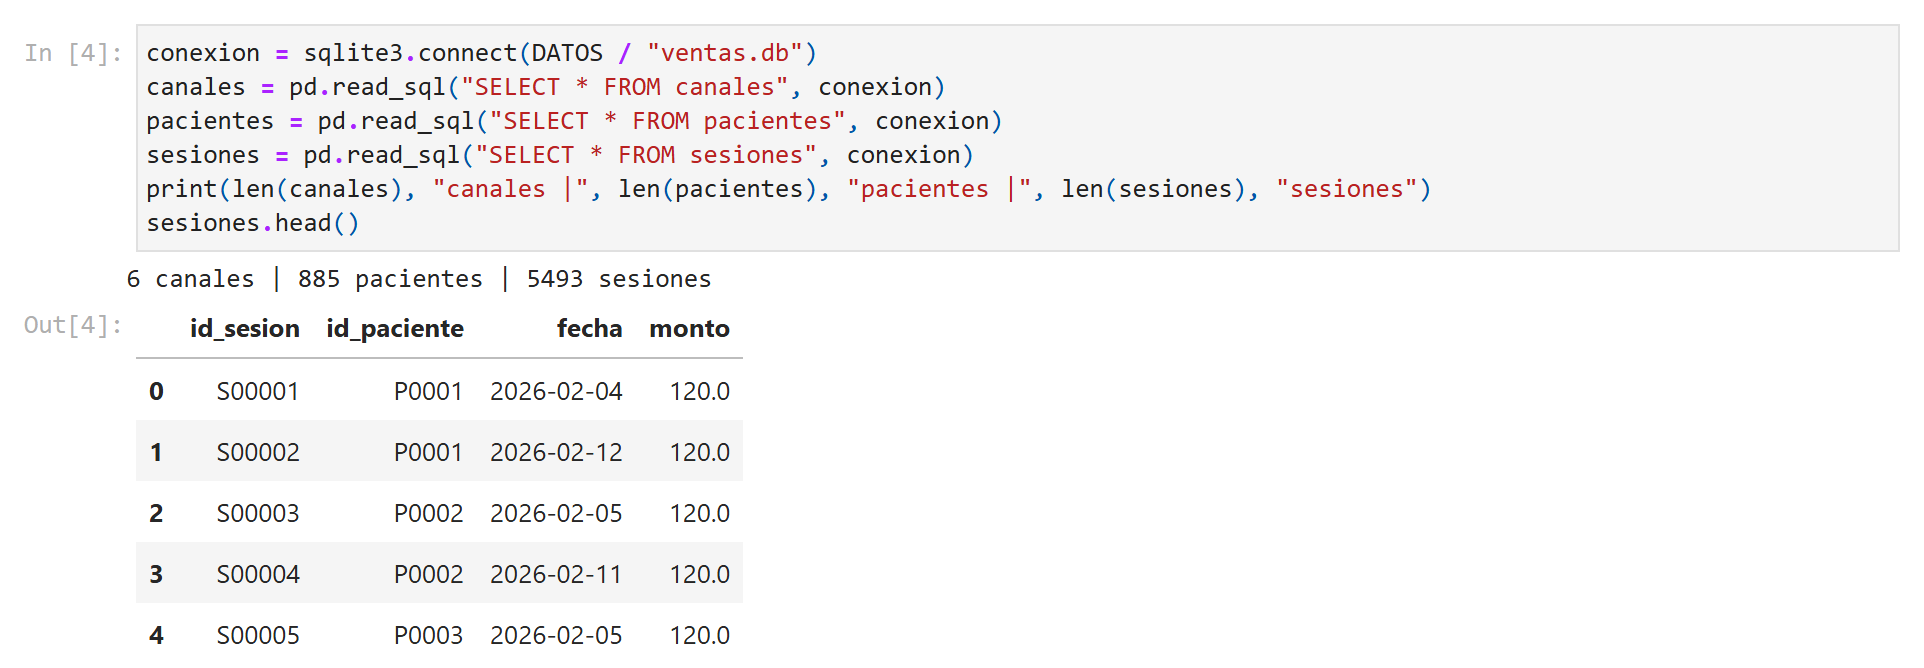 In [4]:
conexion = sqlite3.connect(DATOS / "ventas.db")
canales = pd.read_sql("SELECT * FROM canales", conexion)
pacientes = pd.read_sql("SELECT * FROM pacientes", conexion)
sesiones = pd.read_sql("SELECT * FROM sesiones", conexion)
print(len(canales), "canales |", len(pacientes), "pacientes |", len(sesiones), "sesiones")
sesiones.head()
6 canales | 885 pacientes | 5493 sesiones
Out[4]:
id_sesion id_paciente fecha monto
0 S00001 P0001 2026-02-04 120.0
1 S00002 P0001 2026-02-12 120.0
2 S00003 P0002 2026-02-05 120.0
3 S00004 P0002 2026-02-11 120.0
4 S00005 P0003 2026-02-05 120.0